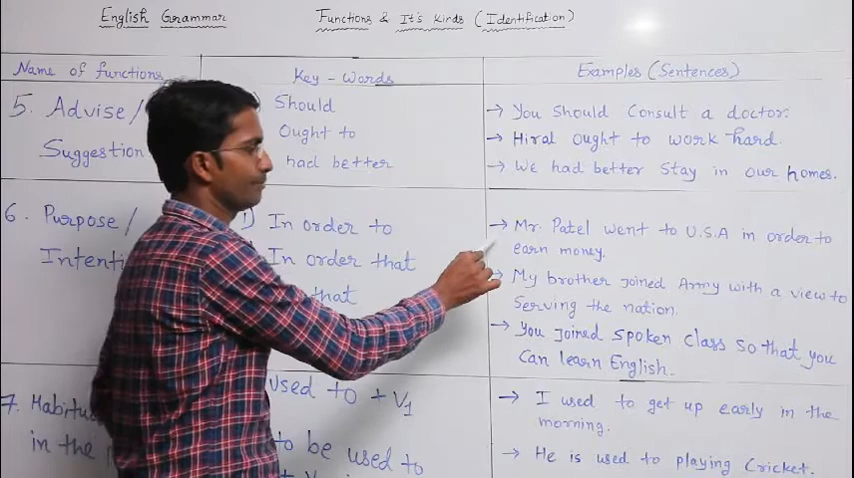 English Grammar
Functions & It's Kinds (Identification)
Name of functions
Key-Words
Examples (Sentences)
5. Advise/
Suggestion
Should
Ought to
had better
→ You should consult a doctor.
→ Hiral ought to work hard.
→ We had better stay in our homes.
6. Purpose/
1) In order to
In order that
that
→ Mr. Patel went to U.S.A in order to
earn money.
My brother joined Army with a view to
Serving the nation.
→ You joined spoken class so that you
can learn English.
7.
in the
used to + V1
to be used to
→ I used to get up early in the
morning.
→ He is used to playing Cricket.